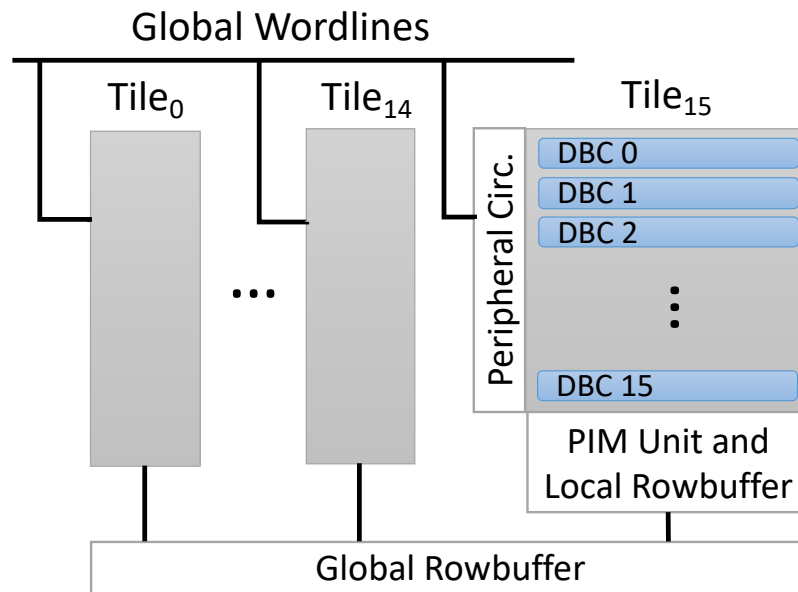 Global Wordlines
Tile₀
Tile₁₄
Tile₁₅
...
Peripheral Circ.
DBC 0
DBC 1
DBC 2
...
DBC 15
PIM Unit and
Local Rowbuffer
Global Rowbuffer